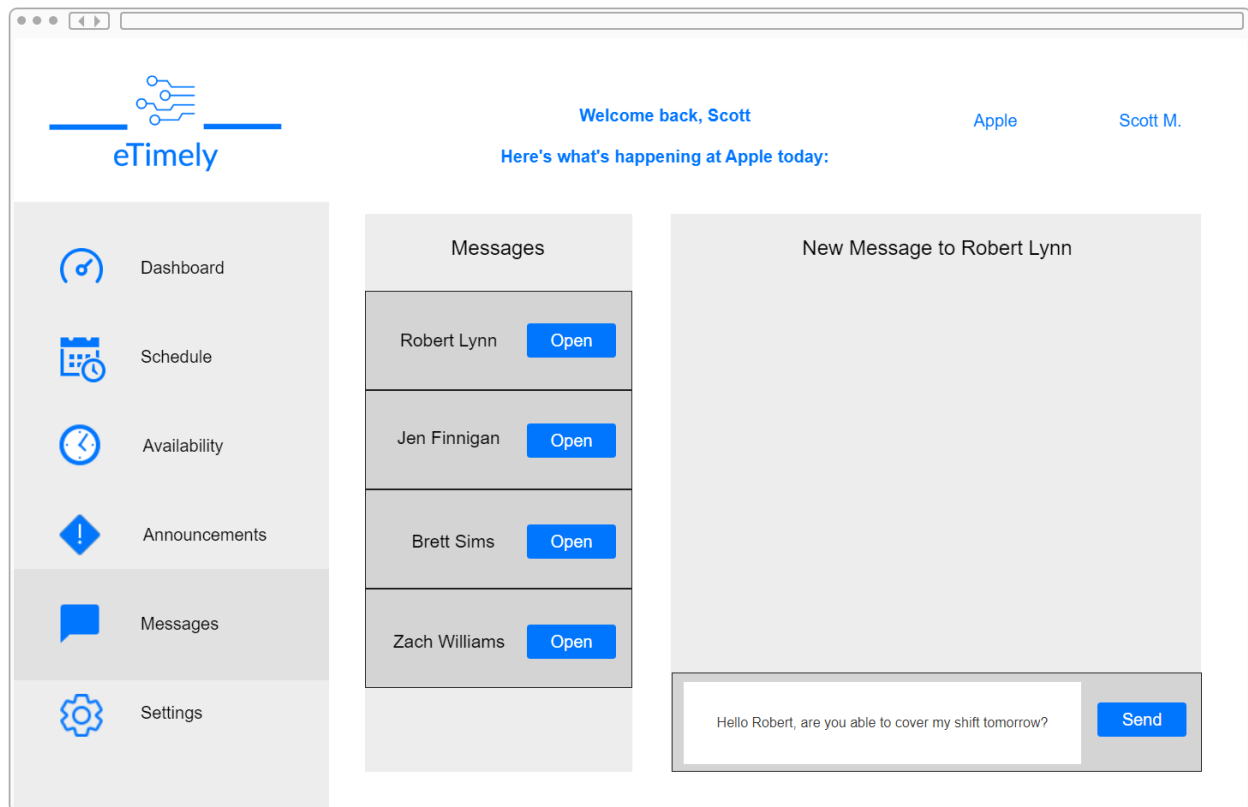 eTimely
Welcome back, Scott
Here's what's happening at Apple today:
Apple
Scott M.
Dashboard
Schedule
Availability
Announcements
Messages
Settings
Messages
Robert Lynn
Open
Jen Finnigan
Open
Brett Sims
Open
Zach Williams
Open
New Message to Robert Lynn
Hello Robert, are you able to cover my shift tomorrow?
Send